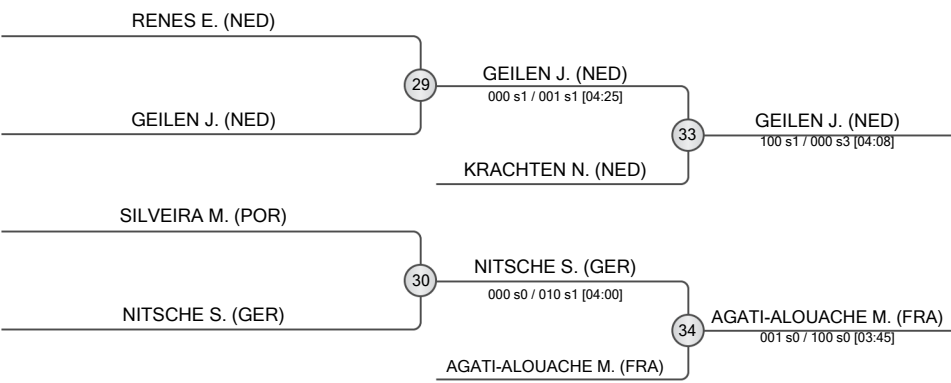 RENES E. (NED)
29
GEILEN J. (NED)
000 s1 / 001 s1 [04:25]
GEILEN J. (NED)
33
GEILEN J. (NED)
100 s1 / 000 s3 [04:08]
KRACHTEN N. (NED)
SILVEIRA M. (POR)
30
NITSCHE S. (GER)
000 s0 / 010 s1 [04:00]
NITSCHE S. (GER)
34
AGATI-ALOUACHE M. (FRA)
001 s0 / 100 s0 [03:45]
AGATI-ALOUACHE M. (FRA)